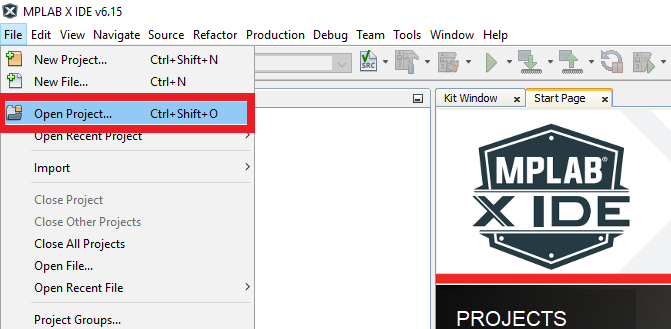 MPLAB X IDE v6.15
File Edit View Navigate Source Refactor Production Debug Team Tools Window Help
New Project... Ctrl+Shift+N
New File... Ctrl+N
Open Project... Ctrl+Shift+O
Open Recent Project
Import
Close Project
Close Other Projects
Close All Projects
Open File...
Open Recent File
Project Groups...
SRC
Kit Window x Start Page x
MPLAB
X IDE
PROJECTS